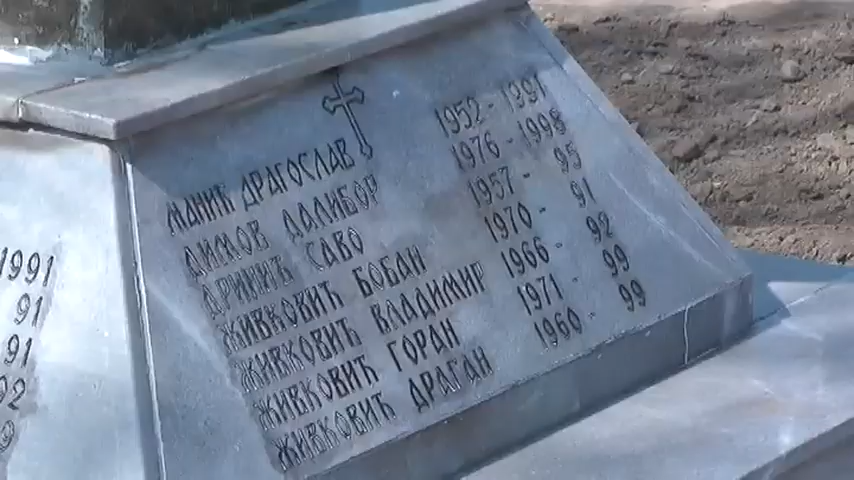 1991
91
91
92
МАНИЋ ДРАГОСЛАВ 1952 - 1991
ДИМОВ ДАЛИБОР 1976 - 1998
ДРИНИЋ САВО 1957 - 95
ЖИВКОВИЋ БОБАН 1970 - 91
ЖИВКОВИЋ ВЛАДИМИР 1966 - 92
ЖИВКОВИЋ ГОРАН 1971 - 99
ЖИВКОВИЋ ДРАГАН 1960 - 99